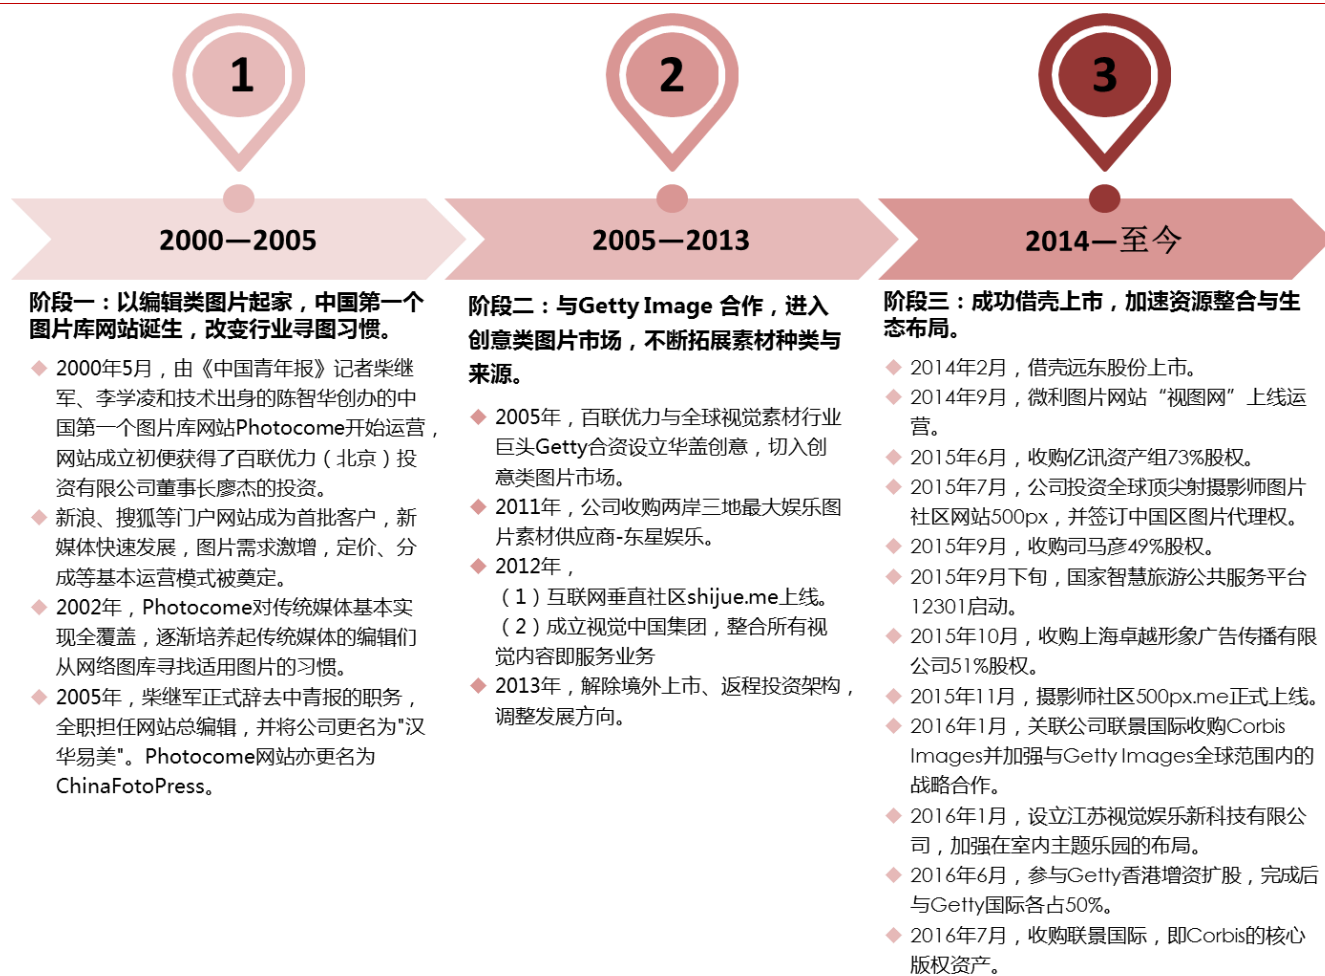 1
2000—2005
阶段一：以编辑类图片起家，中国第一个
图片库网站诞生，改变行业寻图习惯。
2000年5月，由《中国青年报》记者柴继
军、李学凌和技术出身的陈智华创办的中
国第一个图片库网站Photocome开始运营，
网站成立初便获得了百联优力（北京）投
资有限公司董事长廖杰的投资。
新浪、搜狐等门户网站成为首批客户，新
媒体快速发展，图片需求激增，定价、分
成等基本运营模式被奠定。
2002年，Photocome对传统媒体基本实
现全覆盖，逐渐培养起传统媒体的编辑们
从网络图库寻找适用图片的习惯。
2005年，柴继军正式辞去中青报的职务，
全职担任网站总编辑，并将公司更名为"汉
华易美"。Photocome网站亦更名为
ChinaFotoPress。
2
2005—2013
阶段二：与Getty Image 合作，进入
创意类图片市场，不断拓展素材种类与
来源。
2005年，百联优力与全球视觉素材行业
巨头Getty合资设立华盖创意，切入创
意类图片市场。
2011年，公司收购两岸三地最大娱乐图
片素材供应商-东星娱乐。
2012年，
（1）互联网垂直社区shijue.me上线。
（2）成立视觉中国集团，整合所有视
觉内容即服务业务
2013年，解除境外上市、返程投资架构，
调整发展方向。
3
2014—至今
阶段三：成功借壳上市，加速资源整合与生
态布局。
2014年2月，借壳远东股份上市。
2014年9月，微利图片网站“视图网”上线运
营。
2015年6月，收购亿讯资产组73%股权。
2015年7月，公司投资全球顶尖射摄影师图片
社区网站500px，并签订中国区图片代理权。
2015年9月，收购司马彦49%股权。
2015年9月下旬，国家智慧旅游公共服务平台
12301启动。
2015年10月，收购上海卓越形象广告传播有限
公司51%股权。
2015年11月，摄影师社区500px.me正式上线。
2016年1月，关联公司联景国际收购Corbis
Images并加强与Getty Images全球范围内的
战略合作。
2016年1月，设立江苏视觉娱乐新科技有限公
司，加强在室内主题乐园的布局。
2016年6月，参与Getty香港增资扩股，完成后
与Getty国际各占50%。
2016年7月，收购联景国际，即Corbis的核心
版权资产。